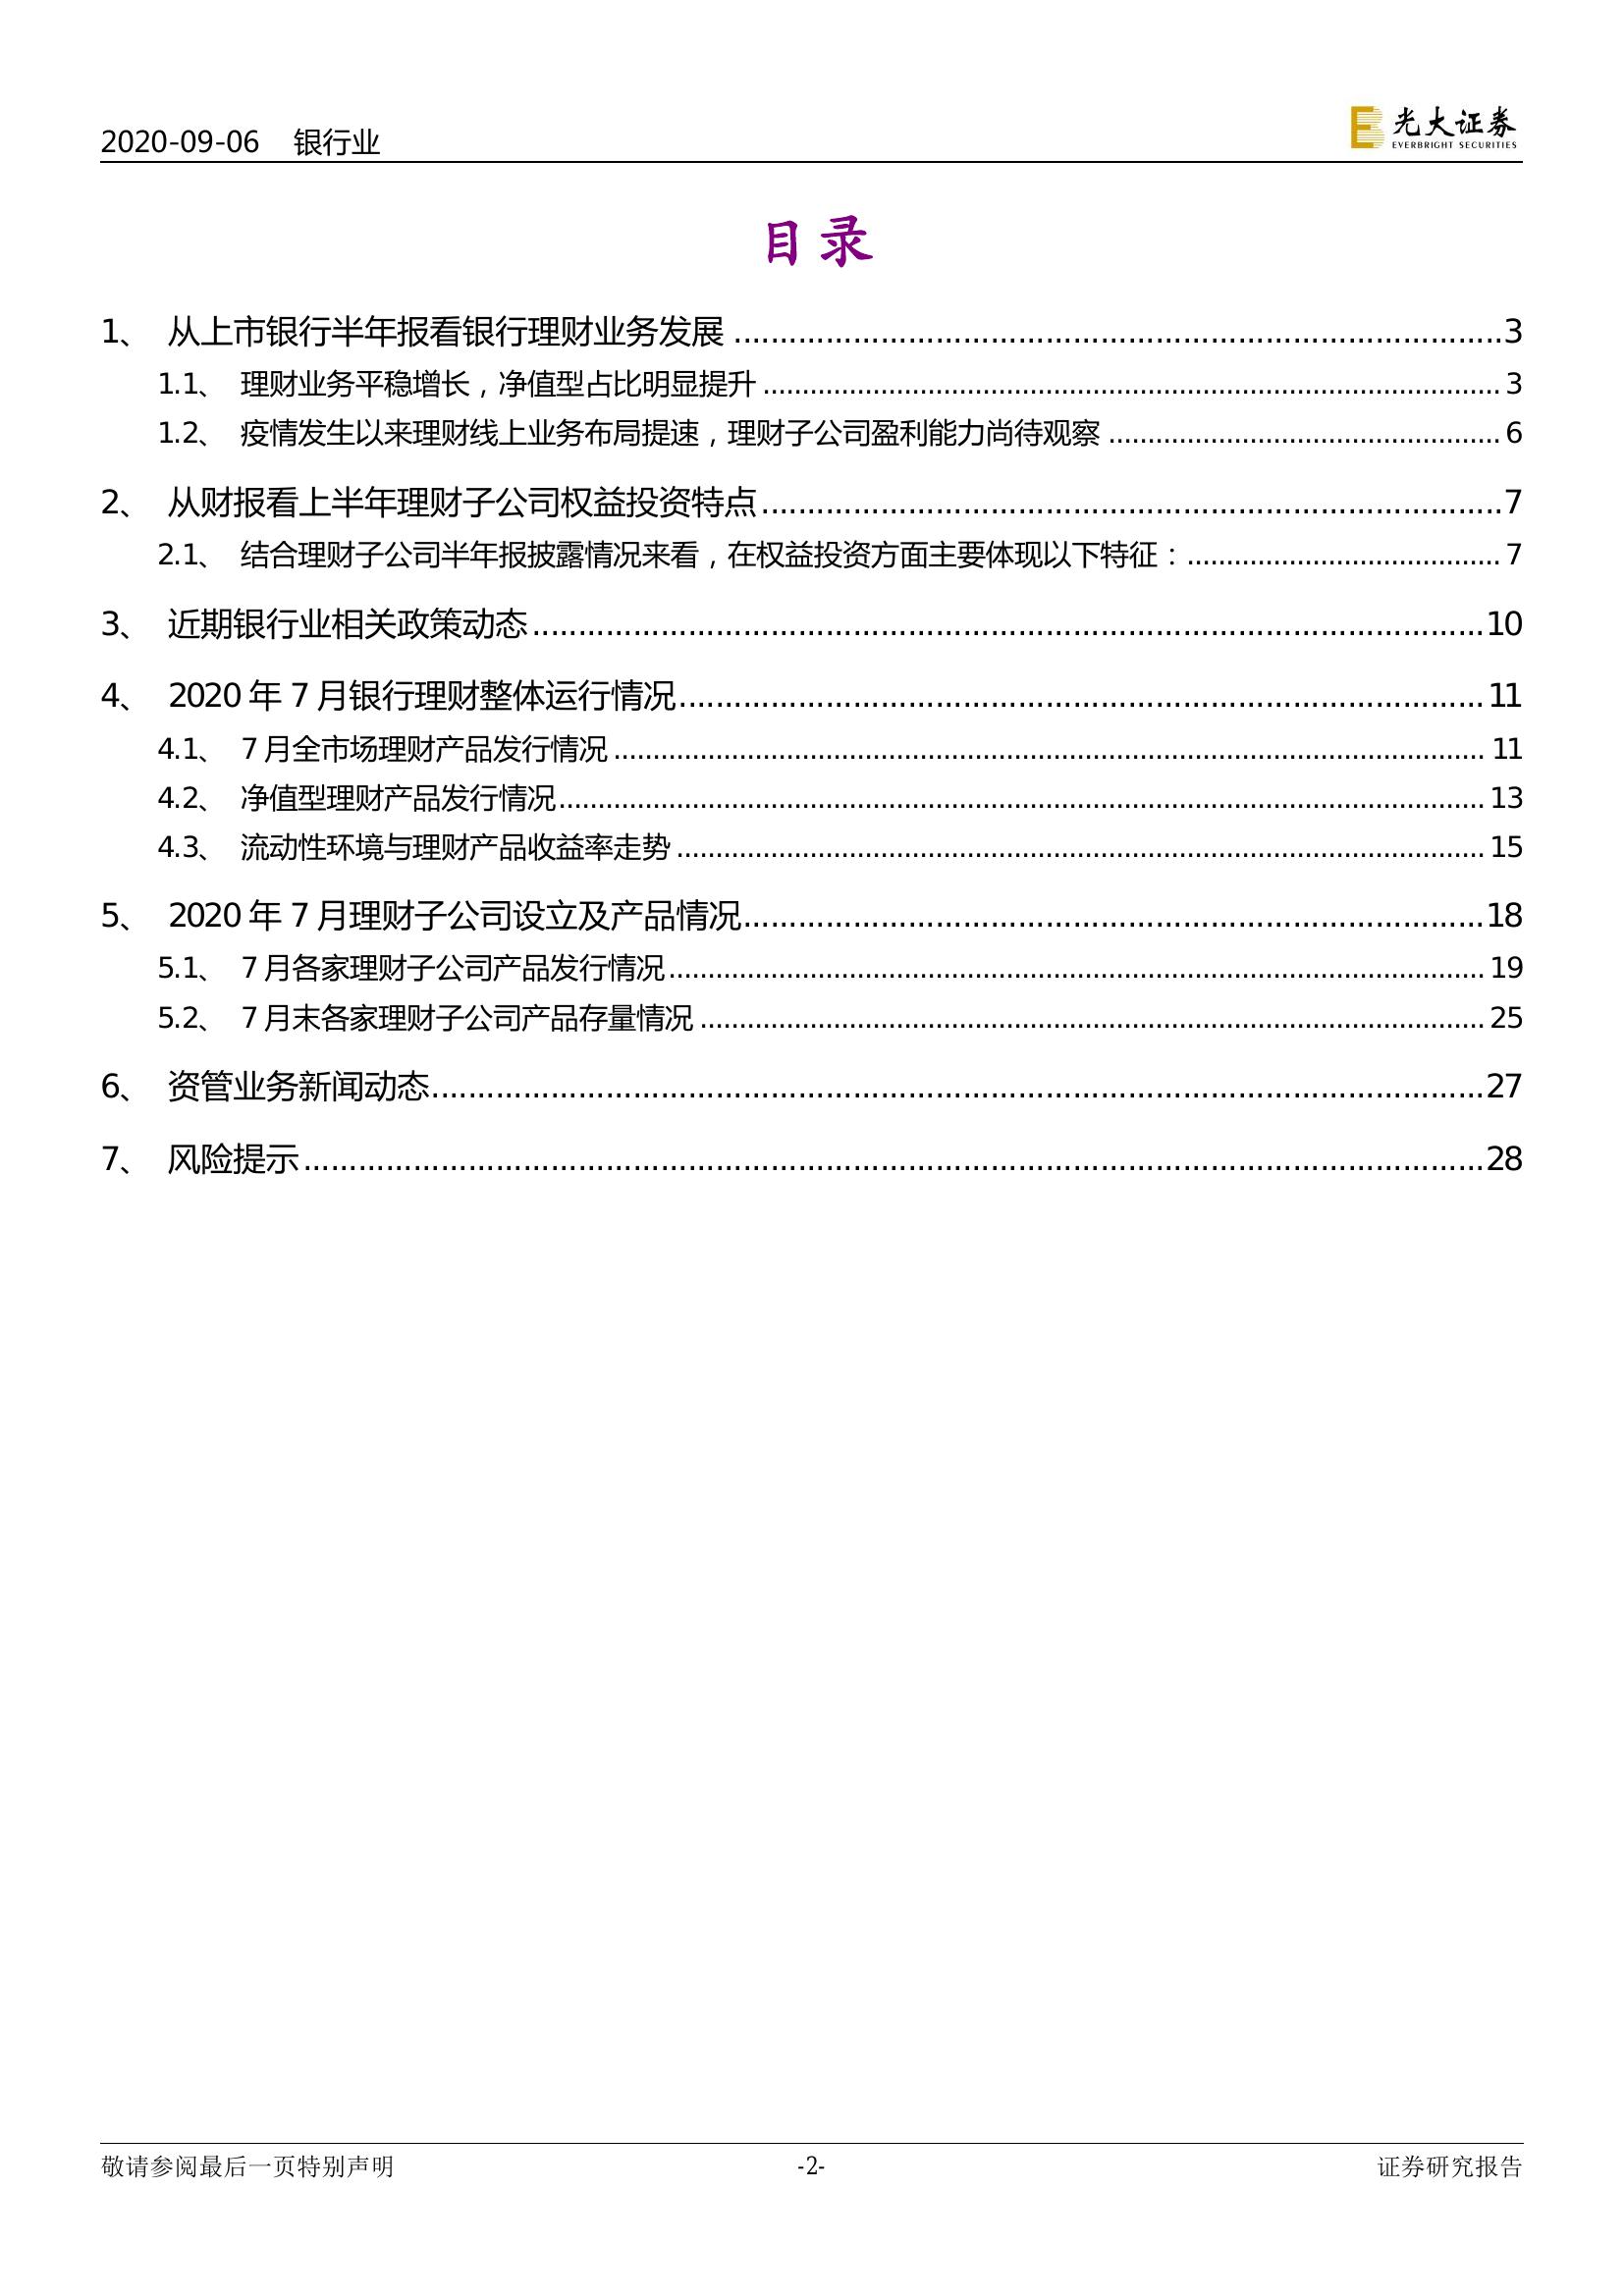 2020-09-06 银行业
光大证券
EVERBRIGHT SECURITIES
目录
1、 从上市银行半年报看银行理财业务发展 ........................................................................................3
1.1、 理财业务平稳增长，净值型占比明显提升 ........................................................................................ 3
1.2、 疫情发生以来理财线上业务布局提速，理财子公司盈利能力尚待观察 .................................................. 6
2、 从财报看上半年理财子公司权益投资特点........................................................................................7
2.1、 结合理财子公司半年报披露情况来看，在权益投资方面主要体现以下特征：........................................ 7
3、 近期银行业相关政策动态........................................................................................10
4、 2020 年 7 月银行理财整体运行情况........................................................................................11
4.1、 7 月全市场理财产品发行情况 ........................................................................................ 11
4.2、 净值型理财产品发行情况........................................................................................ 13
4.3、 流动性环境与理财产品收益率走势 ........................................................................................ 15
5、 2020 年 7 月理财子公司设立及产品情况........................................................................................18
5.1、 7 月各家理财子公司产品发行情况........................................................................................ 19
5.2、 7 月末各家理财子公司产品存量情况 ........................................................................................ 25
6、 资管业务新闻动态........................................................................................27
7、 风险提示........................................................................................28
敬请参阅最后一页特别声明 -2- 证券研究报告